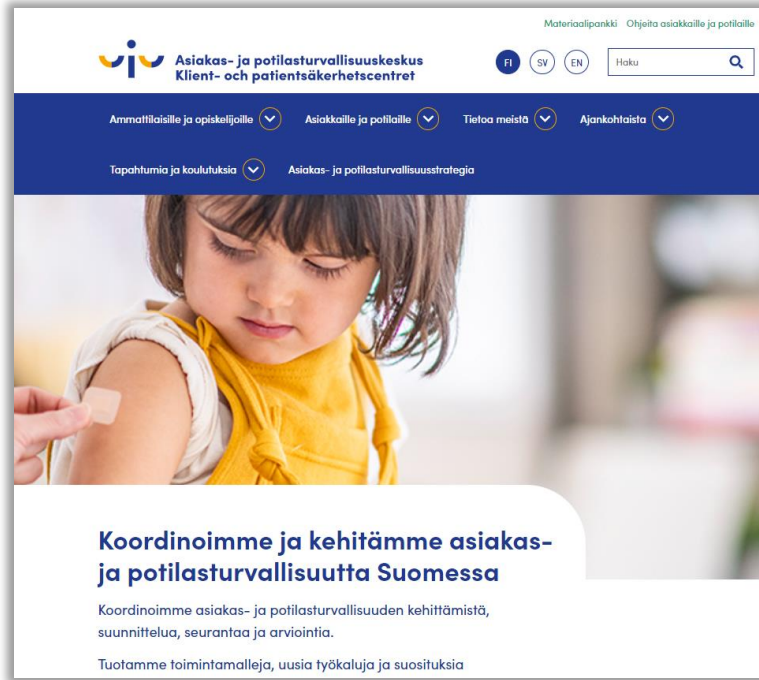 Materiaalipankki Ohjeita asiakkaille ja potilaille
Asiakas- ja potilasturvallisuuskeskus
Klient- och patientsäkerhetscentret
FI SV EN Haku
Ammattilaisille ja opiskelijoille Asiakkaille ja potilaille Tietoa meistä Ajankohtaista
Tapahtumia ja koulutuksia Asiakas- ja potilasturvallisuusstrategia
Koordinoimme ja kehitämme asiakas-
ja potilasturvallisuutta Suomessa
Koordinoimme asiakas- ja potilasturvallisuuden kehittämistä,
suunnittelua, seurantaa ja arviointia.
Tuotamme toimintamalleja, uusia työkaluja ja suosituksia